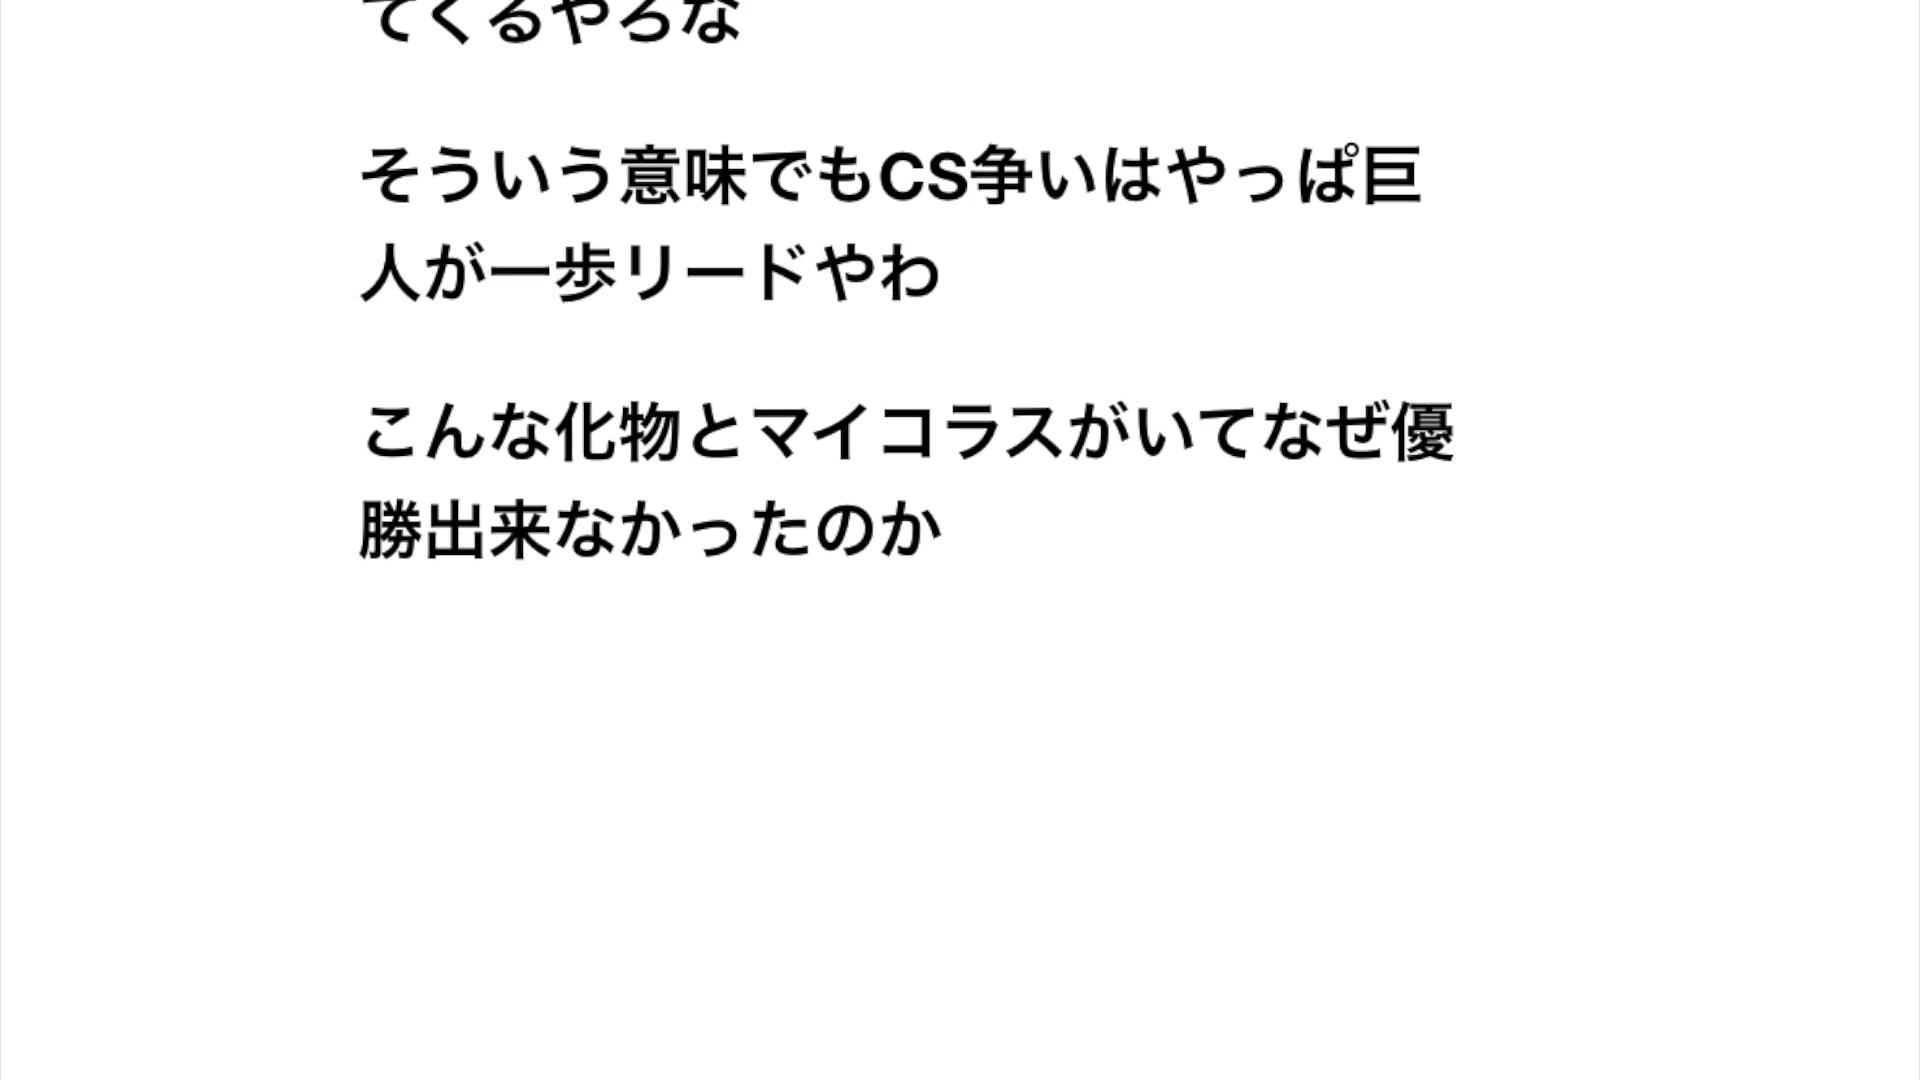 てくるやろな
そういう意味でもCS争いはやっぱ巨
人が一歩リードやわ
こんな化物とマイコラスがいてなぜ優
勝出来なかったのか